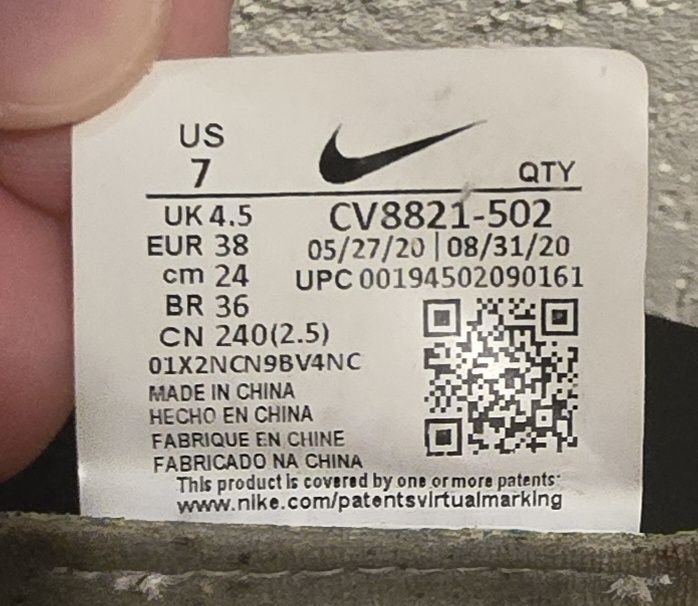 US
7
QTY
UK 4.5
CV8821-502
EUR 38
05/27/20 | 08/31/20
cm 24
UPC 00194502090161
BR 36
CN 240(2.5)
01X2NCN9BV4NC
MADE IN CHINA
HECHO EN CHINA
FABRIQUE EN CHINE
FABRICADO NA CHINA
This product is covered by one or more patents:
www.nike.com/patentsvirtualmarking